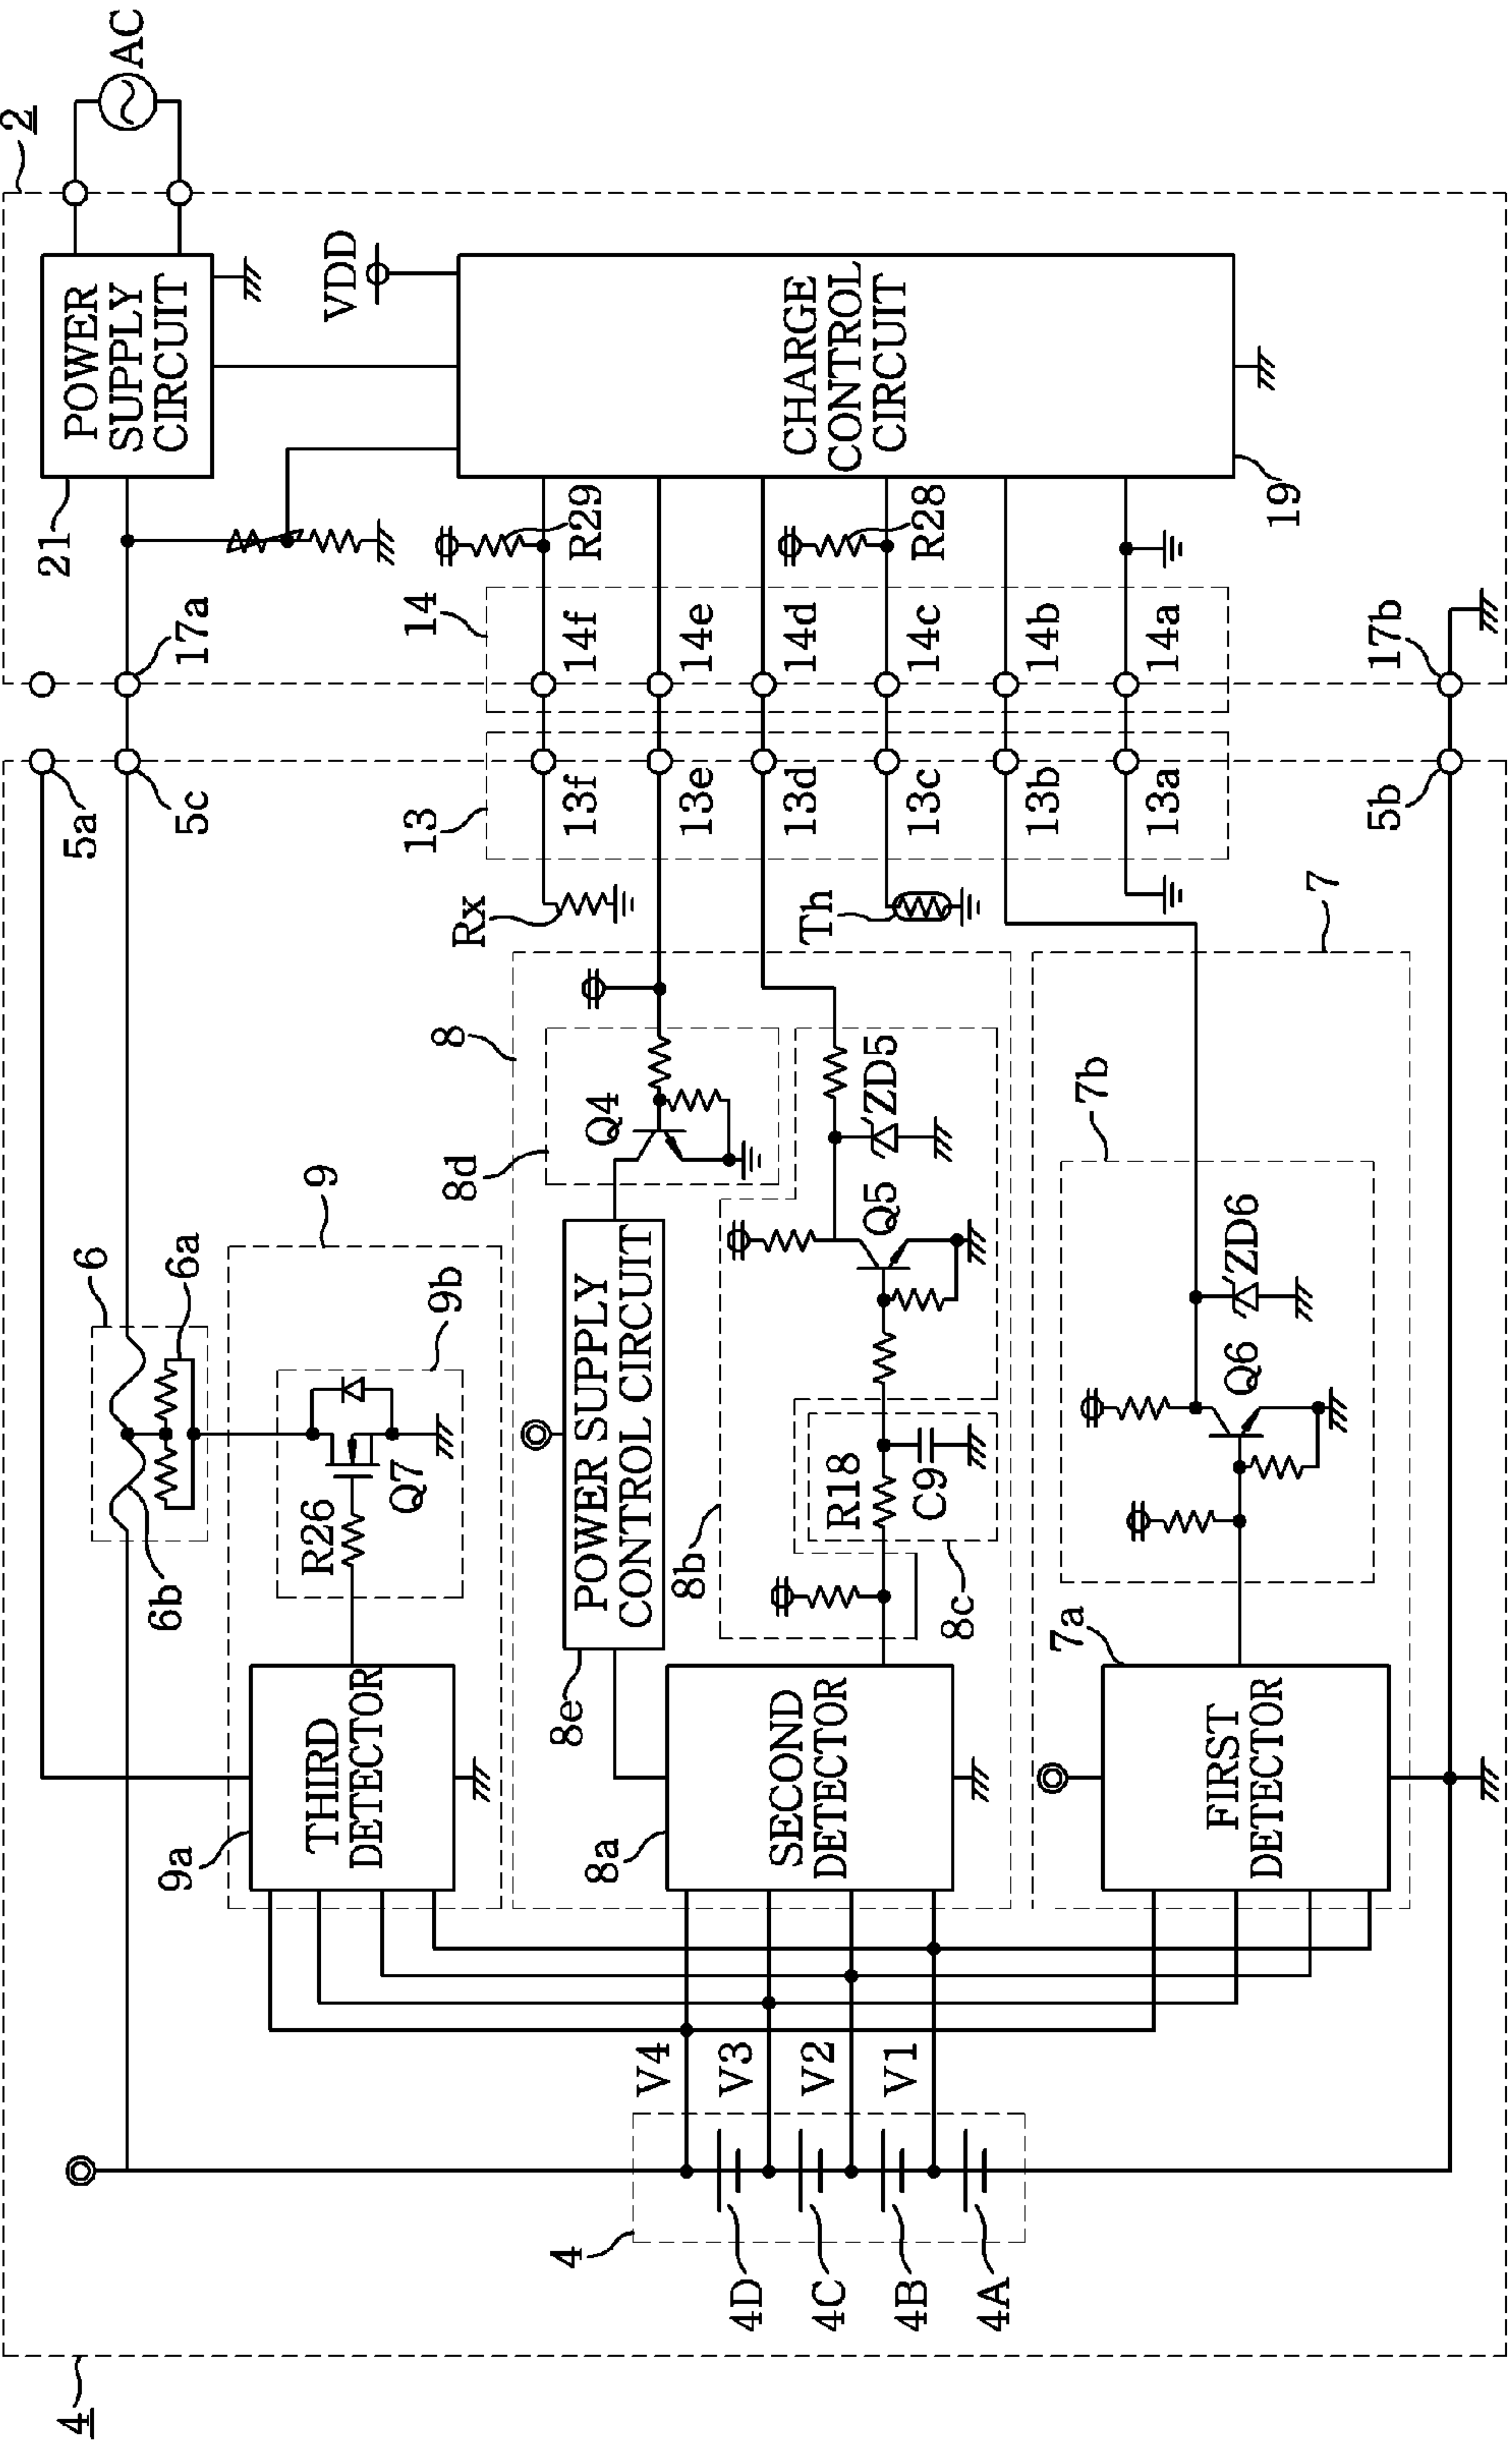 2
AC
POWER
SUPPLY
CIRCUIT
21
VDD
CHARGE
CONTROL
CIRCUIT
19
R29
R28
17a
14
14f
14e
14d
14c
14b
14a
17b
5a
5c
13
13f
13e
13d
13c
13b
13a
5b
Rx
Th
7
8
8d
Q4
ZD5
Q5
7b
9
6
6a
9b
6b
R26
Q7
POWER SUPPLY
CONTROL CIRCUIT
8e
8b
R18
C9
8c
Q6
ZD6
7a
9a
THIRD
DETECTOR
8a
SECOND
DETECTOR
FIRST
DETECTOR
V4
V3
V2
V1
4
4D
4C
4B
4A
4